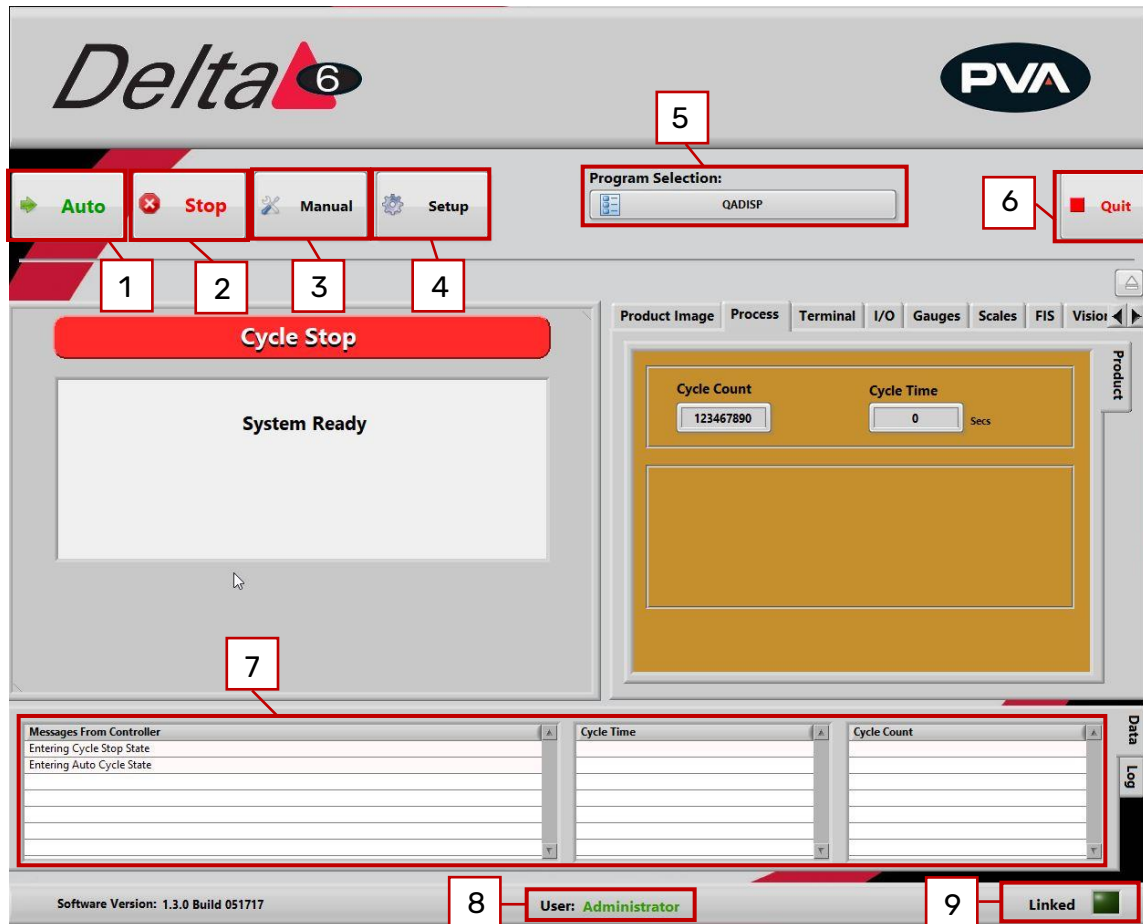 Delta 6
PVA
5
Program Selection:
Auto
Stop
Manual
Setup
QADISP
6
Quit
1
2
3
4
Cycle Stop
System Ready
Product Image
Process
Terminal
I/O
Gauges
Scales
FIS
Product
Cycle Count
Cycle Time
123467890
0
Secs
7
Messages From Controller
Cycle Time
Cycle Count
Entering Cycle Stop State
Entering Auto Cycle State
Data
Log
Software Version: 1.3.0 Build 051717
8
User: Administrator
9
Linked